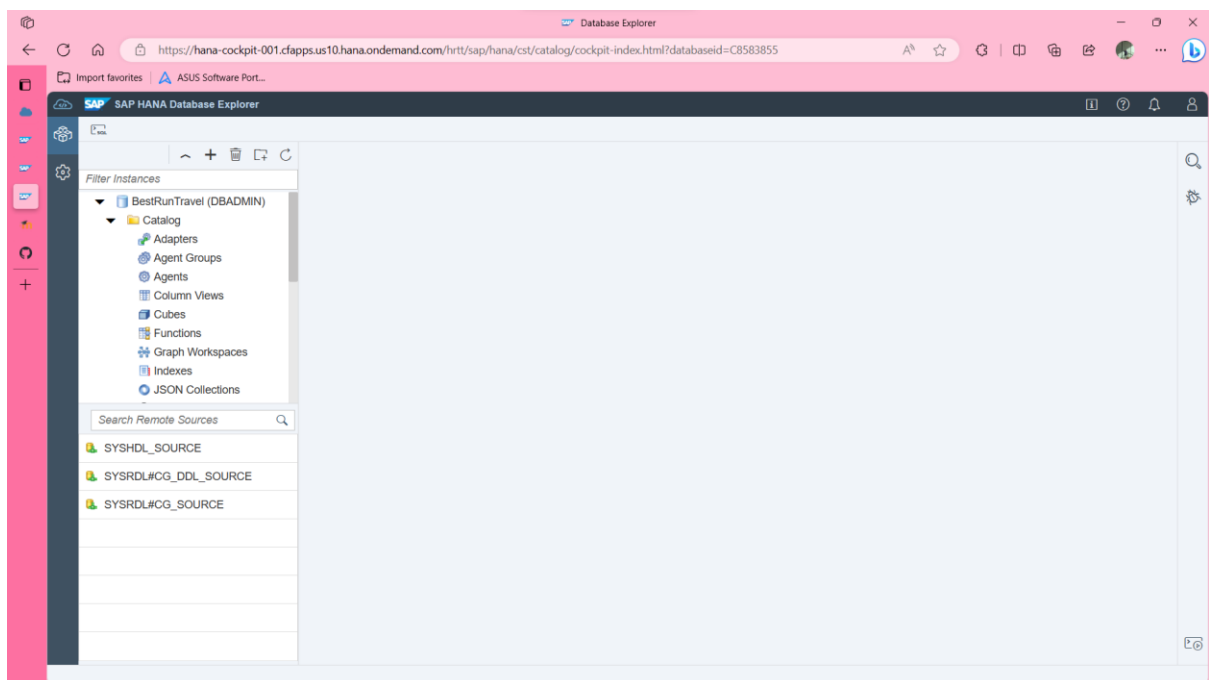 Database Explorer
https://hana-cockpit-001.cfapps.us10.hana.ondemand.com/hrtt/sap/hana/cst/catalog/cockpit-index.html?databaseid=C8583855
Import favorites
ASUS Software Port...
SAP SAP HANA Database Explorer
SQL
Filter Instances
BestRunTravel (DBADMIN)
Catalog
Adapters
Agent Groups
Agents
Column Views
Cubes
Functions
Graph Workspaces
Indexes
JSON Collections
Search Remote Sources
SYSHDL_SOURCE
SYSRDL#CG_DDL_SOURCE
SYSRDL#CG_SOURCE